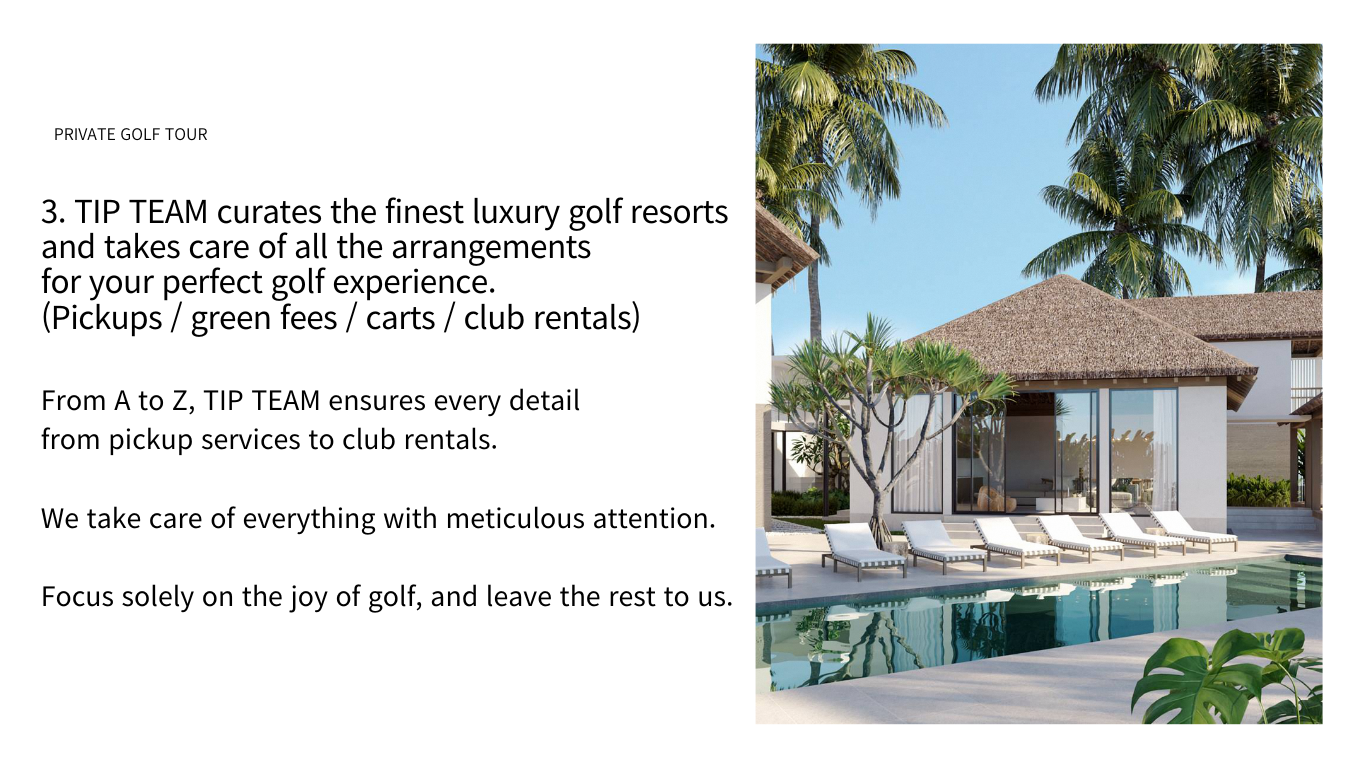 PRIVATE GOLF TOUR
3. TIP TEAM curates the finest luxury golf resorts
and takes care of all the arrangements
for your perfect golf experience.
(Pickups / green fees / carts / club rentals)
From A to Z, TIP TEAM ensures every detail
from pickup services to club rentals.
We take care of everything with meticulous attention.
Focus solely on the joy of golf, and leave the rest to us.